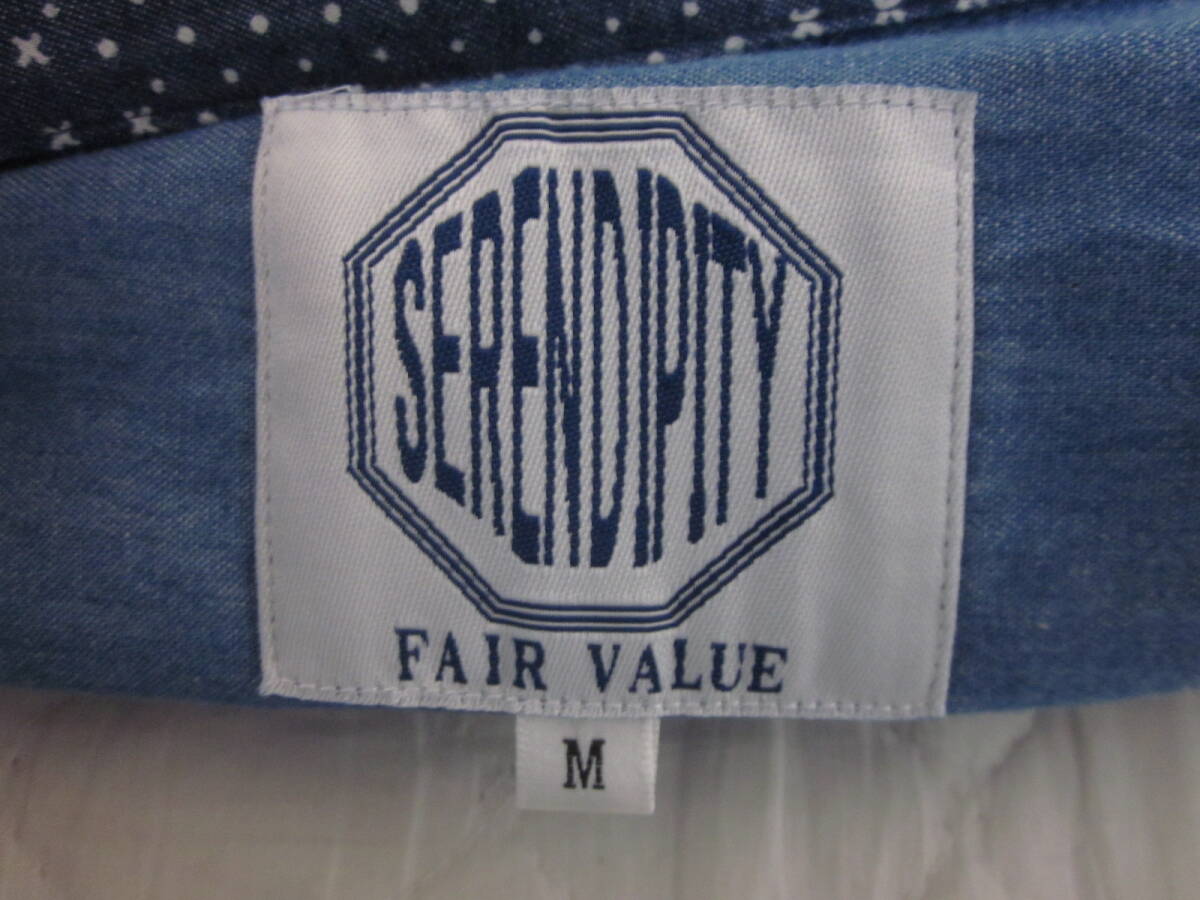 SERENDIPITY
FAIR VALUE
M